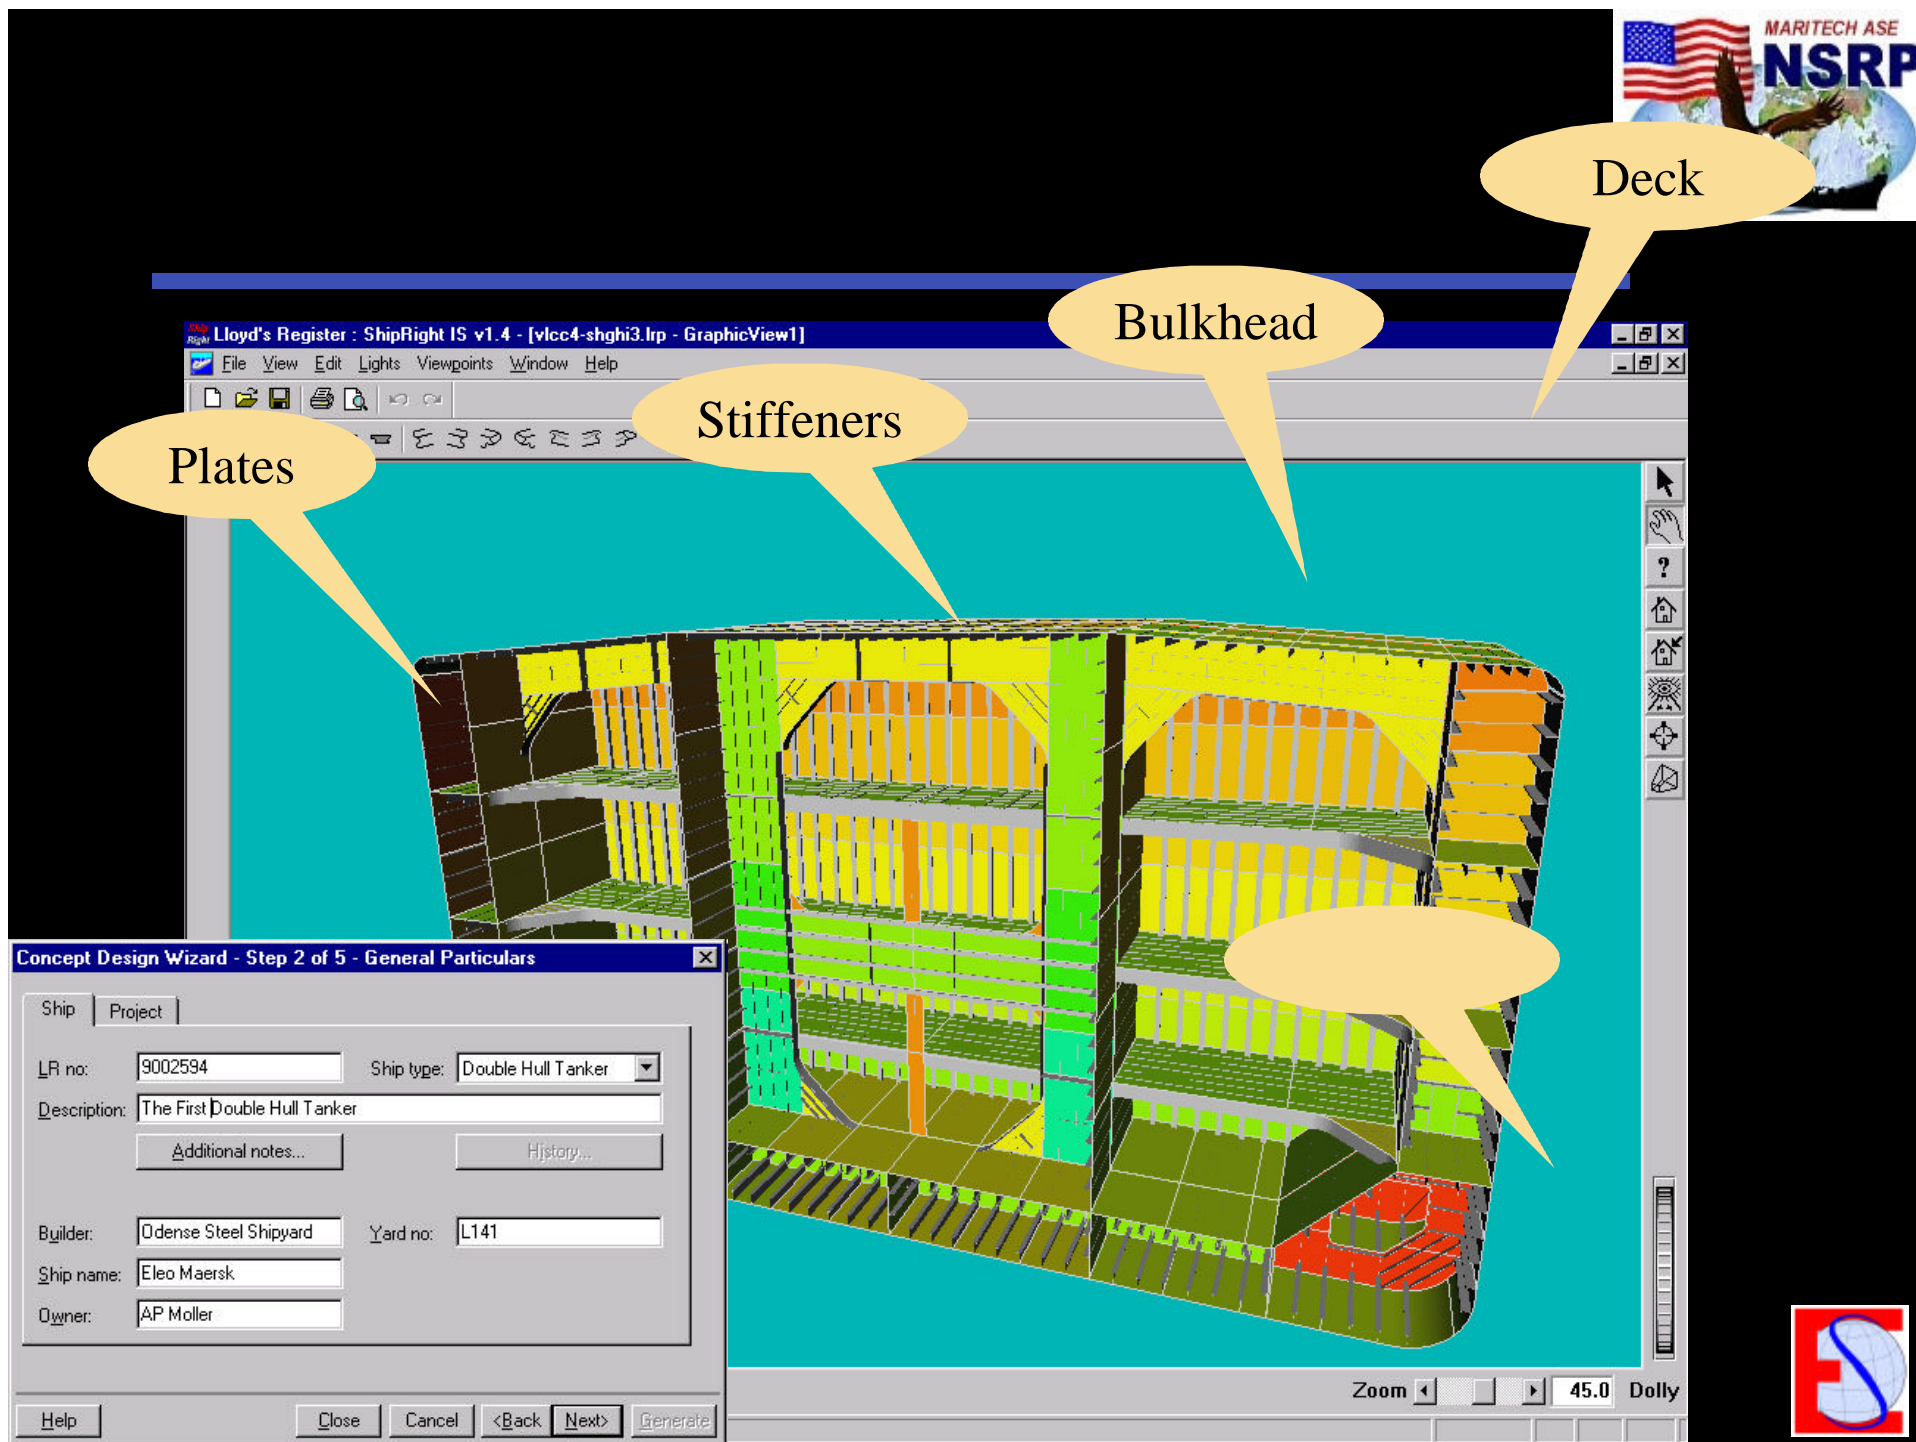 MARITECH ASE
NSRP
Deck
Bulkhead
Stiffeners
Plates
Ship Right Lloyd's Register : ShipRight IS v1.4 - [vlcc4-shghi3.lrp - GraphicView1]
File View Edit Lights Viewpoints Window Help
?
Concept Design Wizard - Step 2 of 5 - General Particulars
Ship Project
LR no: 9002594 Ship type: Double Hull Tanker
Description: The First Double Hull Tanker
Additional notes... History...
Builder: Odense Steel Shipyard Yard no: L141
Ship name: Eleo Maersk
Owner: AP Moller
Help Close Cancel <Back Next> Generate
Zoom 45.0 Dolly
ES